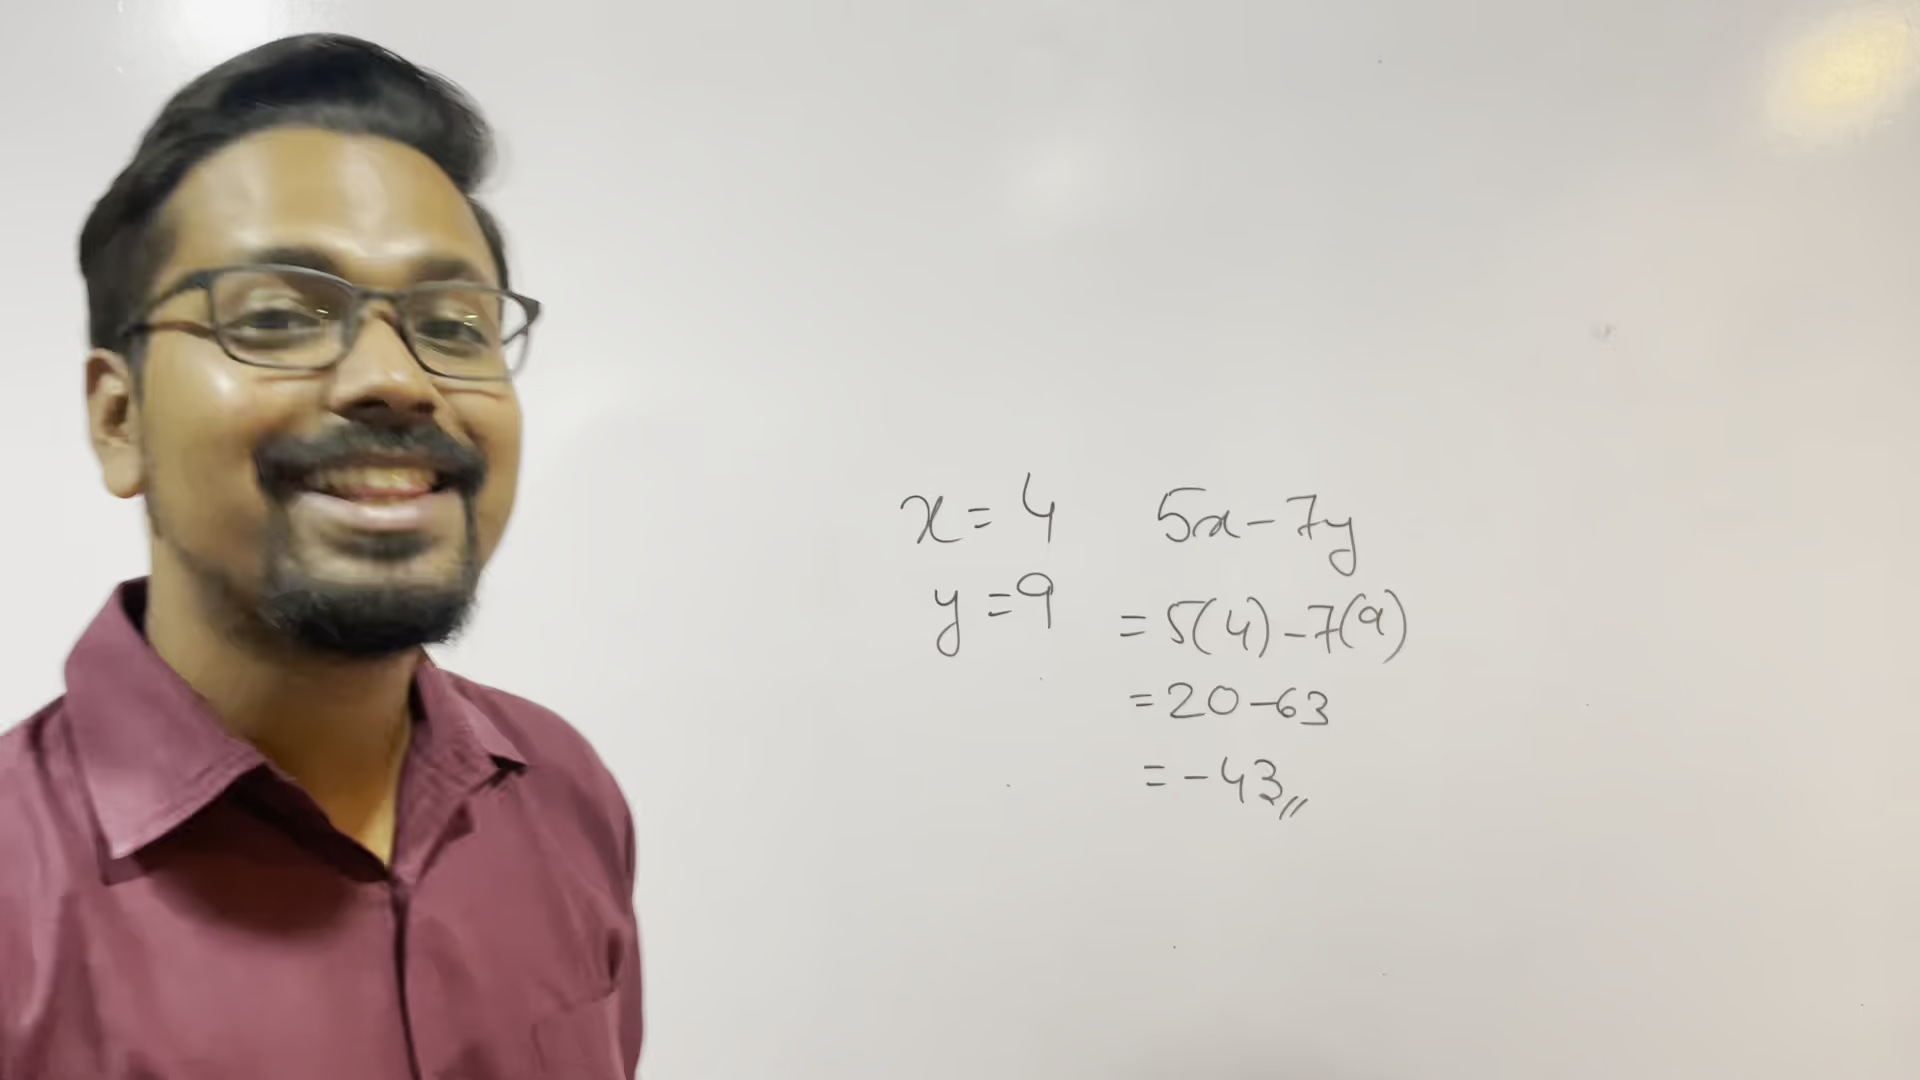 x = 4
y = 9
5x - 7y
= 5(4) - 7(9)
= 20 - 63
= - 43 //